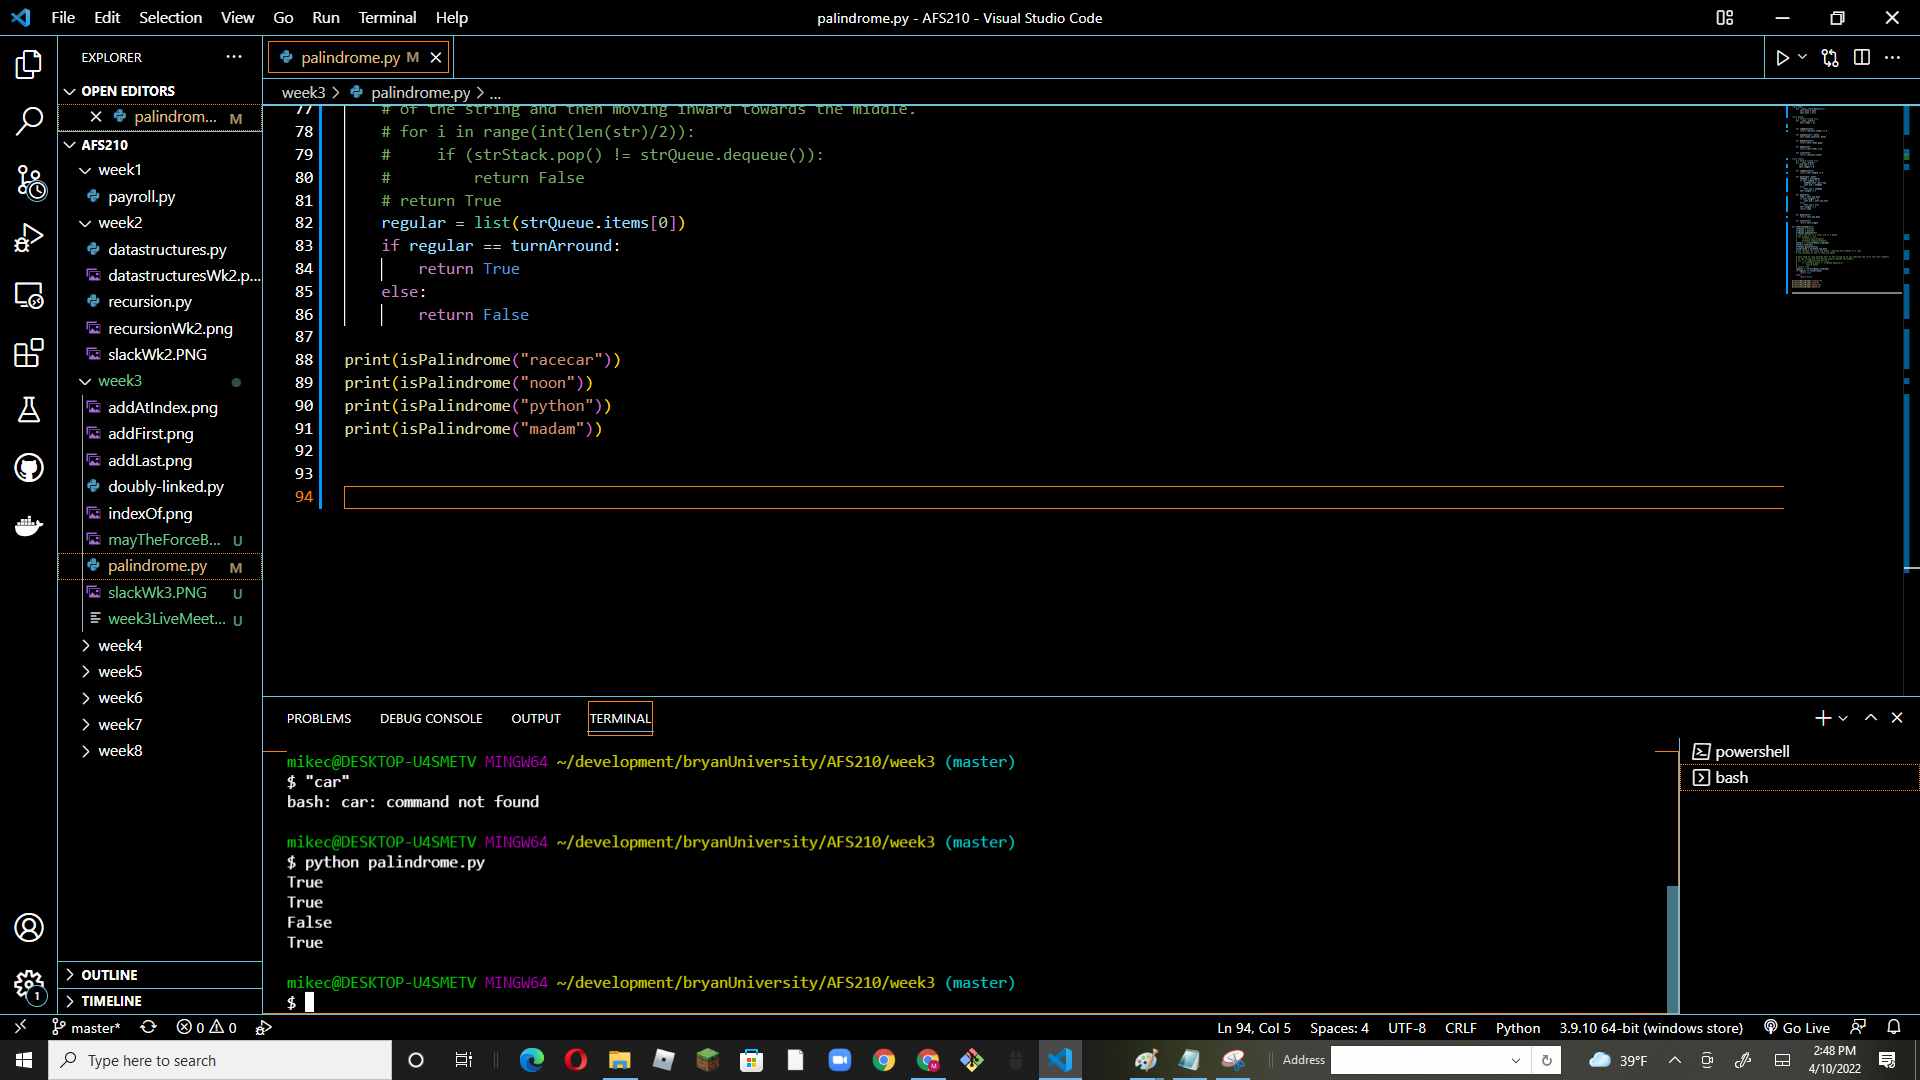 File Edit Selection View Go Run Terminal Help
palindrome.py - AFS210 - Visual Studio Code
EXPLORER
palindrome.py M
OPEN EDITORS
palindrom... M
week3 > palindrome.py > ...
AFS210
week1
payroll.py
week2
datastructures.py
datastructuresWk2.p...
recursion.py
recursionWk2.png
slackWk2.PNG
week3
addAtIndex.png
addFirst.png
addLast.png
doubly-linked.py
indexOf.png
mayTheForceB... U
palindrome.py M
slackWk3.PNG U
week3LiveMeet... U
week4
week5
week6
week7
week8
OUTLINE
TIMELINE
77 # of the string and then moving inward towards the middle.
78 # for i in range(int(len(str)/2)):
79 #     if (strStack.pop() != strQueue.dequeue()):
80 #         return False
81 # return True
82 regular = list(strQueue.items[0])
83 if regular == turnArround:
84     return True
85 else:
86     return False
87
88 print(isPalindrome("racecar"))
89 print(isPalindrome("noon"))
90 print(isPalindrome("python"))
91 print(isPalindrome("madam"))
92
93
94
PROBLEMS DEBUG CONSOLE OUTPUT TERMINAL
powershell
bash
mikec@DESKTOP-U4SMETV MINGW64 ~/development/bryanUniversity/AFS210/week3 (master)
$ "car"
bash: car: command not found
mikec@DESKTOP-U4SMETV MINGW64 ~/development/bryanUniversity/AFS210/week3 (master)
$ python palindrome.py
True
True
False
True
mikec@DESKTOP-U4SMETV MINGW64 ~/development/bryanUniversity/AFS210/week3 (master)
$
1
master* 0 0
Ln 94, Col 5 Spaces: 4 UTF-8 CRLF Python 3.9.10 64-bit (windows store) Go Live
Type here to search
Address
39°F
2:48 PM
4/10/2022